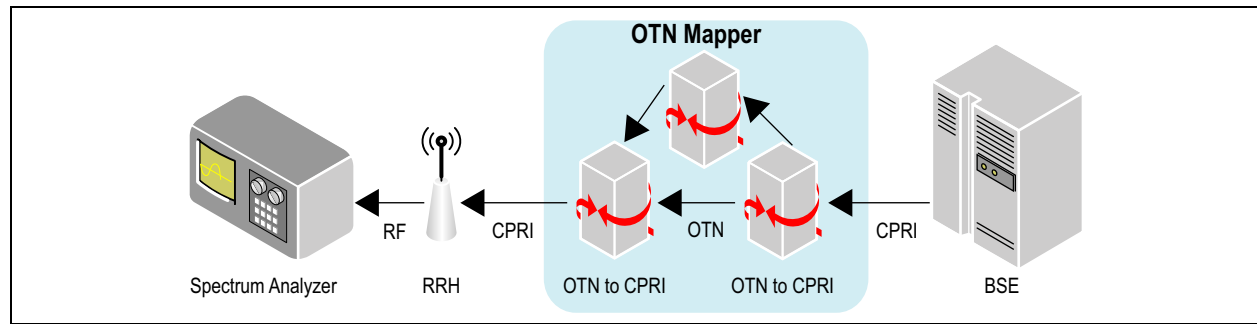 OTN Mapper
RF
CPRI
OTN
CPRI
Spectrum Analyzer
RRH
OTN to CPRI
OTN to CPRI
BSE